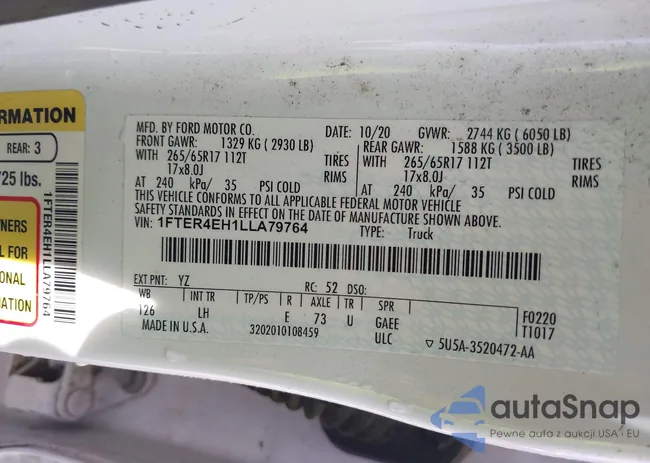 ORMATION
REAR: 3
725 lbs.
WNERS
L FOR
IONAL
MATION
1FTER4EH1LLA79764
MFD. BY FORD MOTOR CO. DATE: 10/20 GVWR: 2744 KG ( 6050 LB)
FRONT GAWR: 1329 KG ( 2930 LB) REAR GAWR: 1588 KG ( 3500 LB)
WITH 265/65R17 112T TIRES WITH 265/65R17 112T TIRES
17x8.0J RIMS 17x8.0J RIMS
AT 240 kPa/ 35 PSI COLD AT 240 kPa/ 35 PSI COLD
THIS VEHICLE CONFORMS TO ALL APPLICABLE FEDERAL MOTOR VEHICLE
SAFETY STANDARDS IN EFFECT ON THE DATE OF MANUFACTURE SHOWN ABOVE.
VIN: 1FTER4EH1LLA79764 TYPE: Truck
EXT PNT: YZ RC: 52 DSO:
WB INT TR TP/PS R AXLE TR SPR F0220
126 LH E 73 U GAEE T1017
MADE IN U.S.A. 3202010108459 ULC ▽ 5U5A-3520472-AA
autaSnap
Pewne auta z aukcji USA i EU